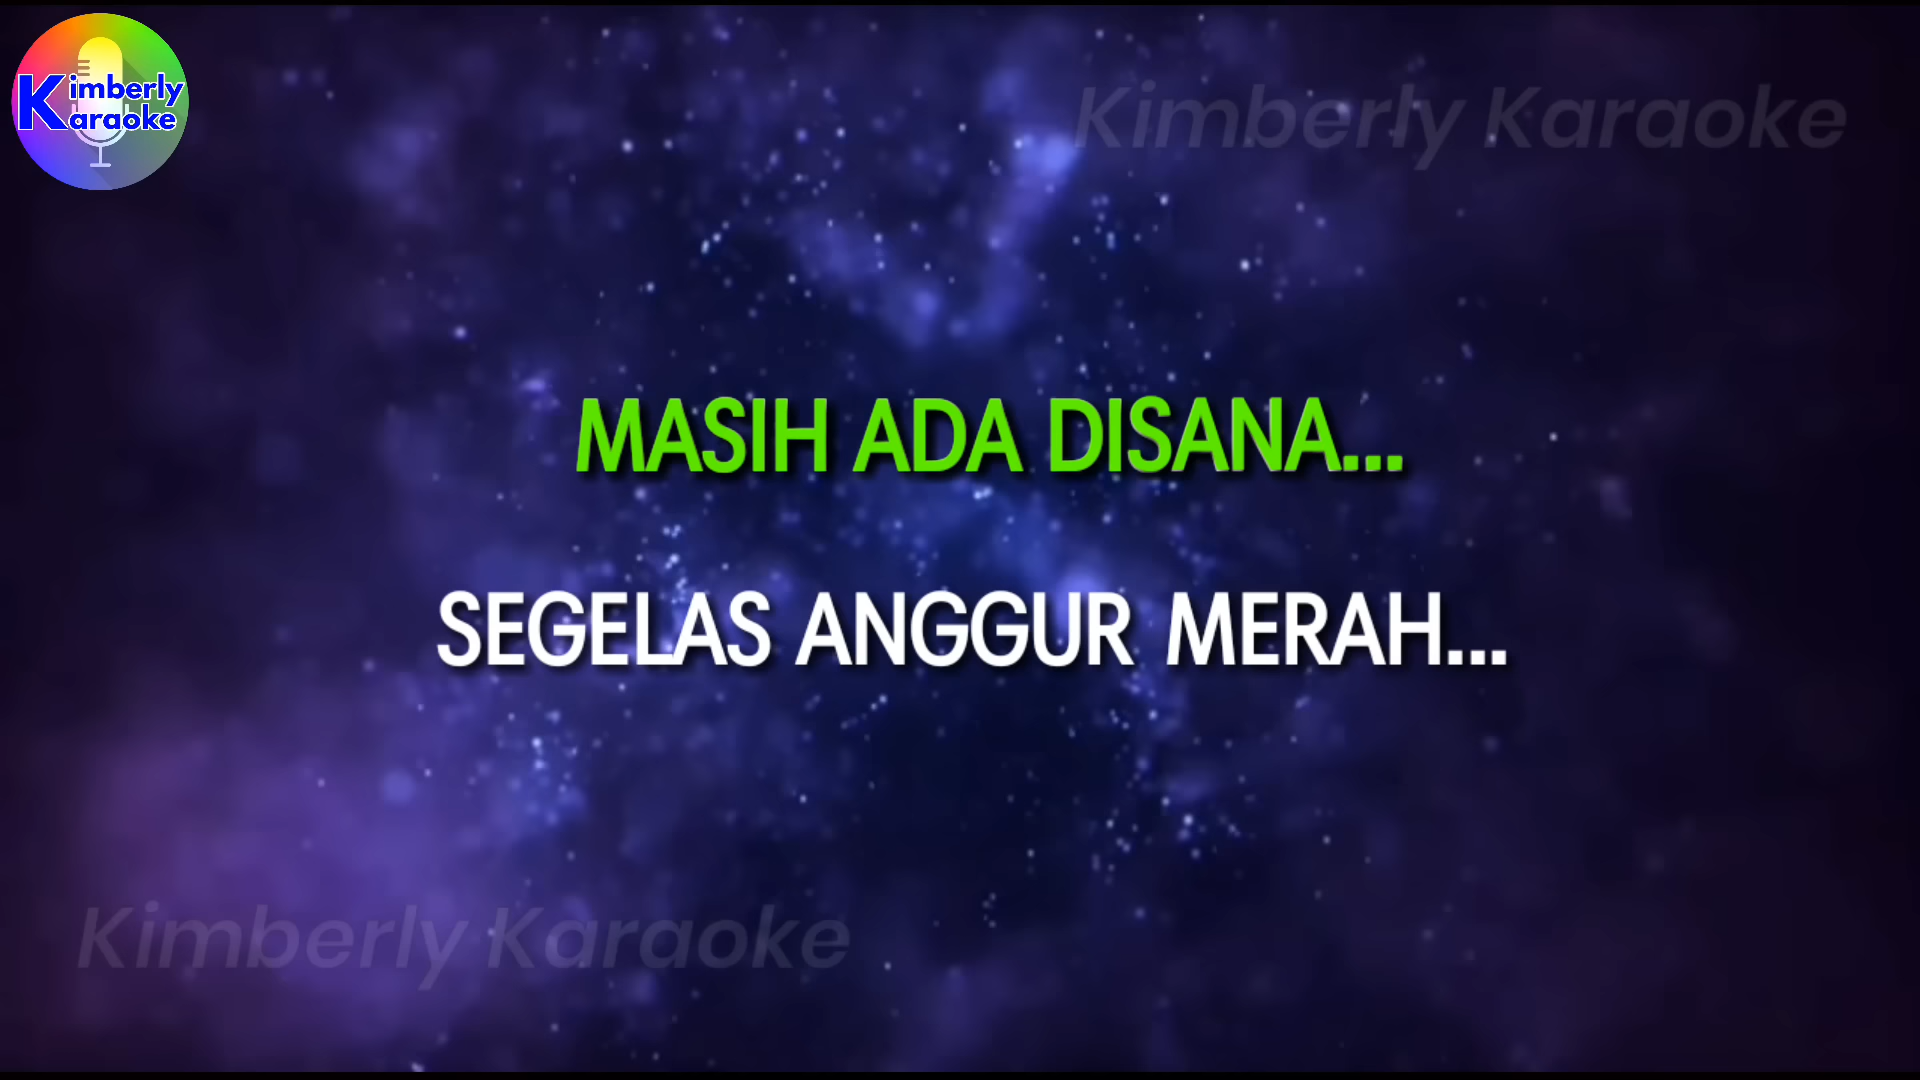 Kimberly
Karaoke
Kimberly Karaoke
MASIH ADA DISANA...
SEGELAS ANGGUR MERAH...
Kimberly Karaoke